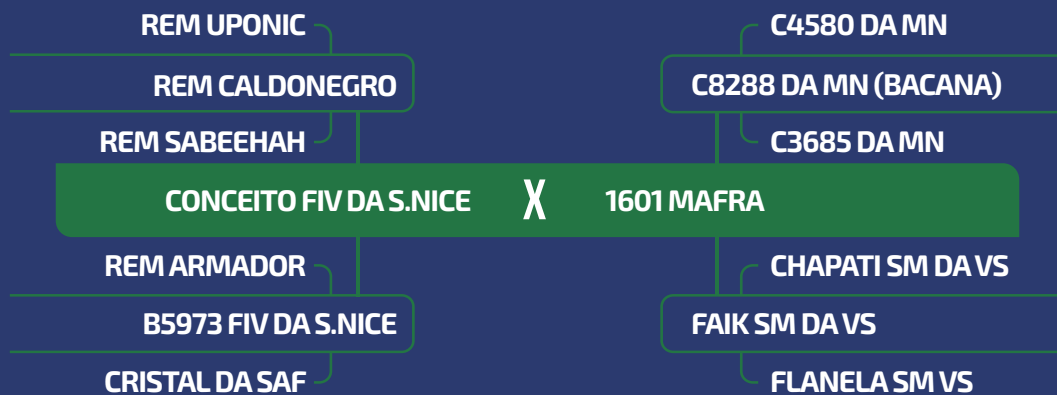 REM UPONIC
C4580 DA MN
REM CALDONEGRO
C8288 DA MN (BACANA)
REM SABEEHAH
C3685 DA MN
CONCEITO FIV DA S.NICE X 1601 MAFRA
REM ARMADOR
CHAPATI SM DA VS
B5973 FIV DA S.NICE
FAIK SM DA VS
CRISTAL DA SAF
FLANELA SM VS